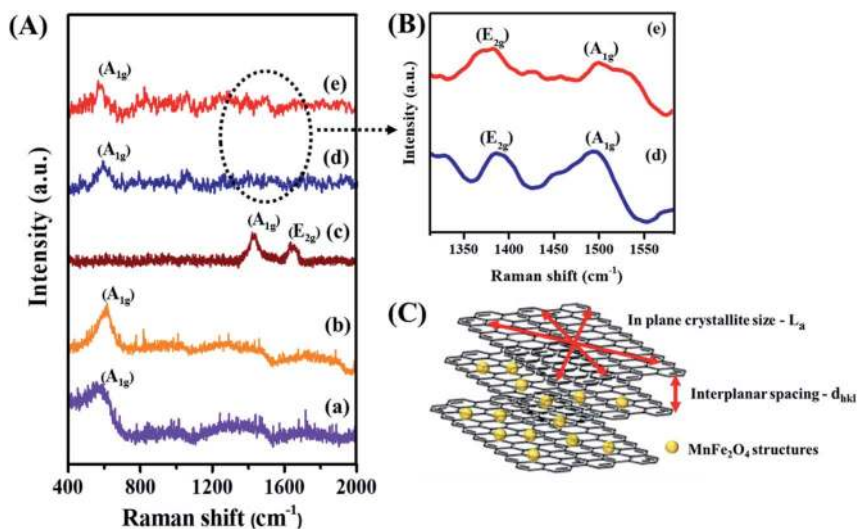 (A)
(A1g)
(e)
(A1g)
(d)
(A1g)
(E2g)
(c)
(A1g)
(b)
(A1g)
(a)
Intensity (a.u.)
400 800 1200 1600 2000
Raman shift (cm-1)
(B)
(E2g)
(A1g)
(e)
(E2g)
(A1g)
(d)
Intensity (a.u.)
1350 1400 1450 1500 1550
Raman shift (cm-1)
(C)
In plane crystallite size - La
Interplanar spacing - dhkl
MnFe2O4 structures